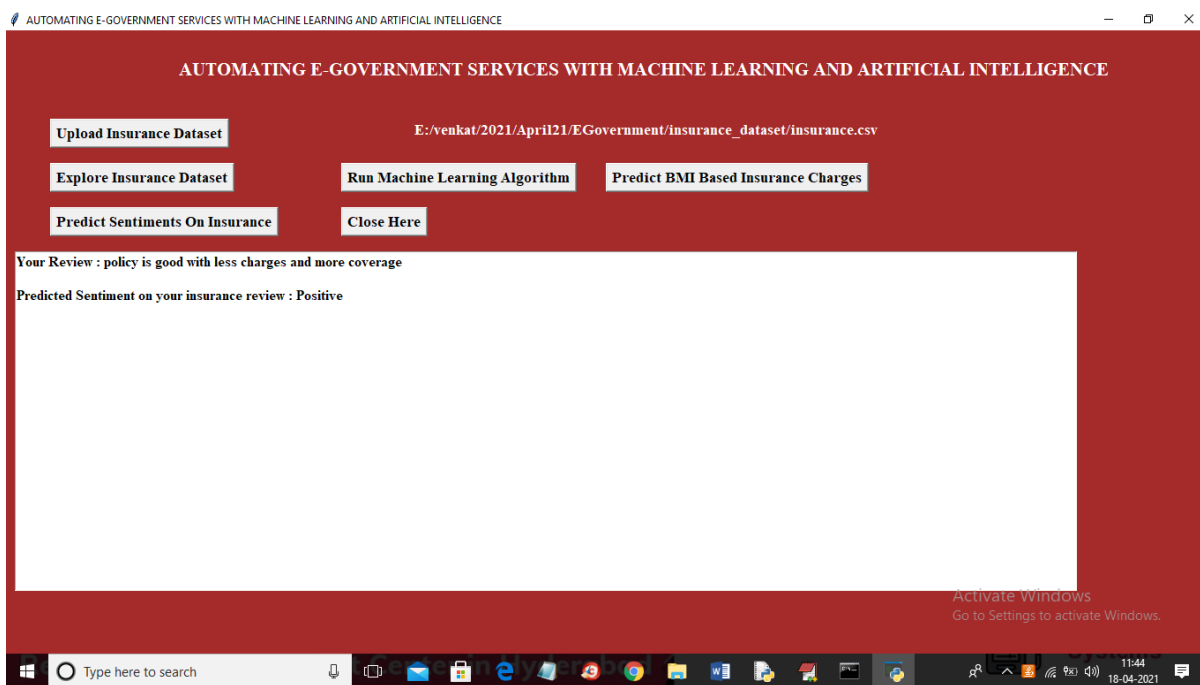 AUTOMATING E-GOVERNMENT SERVICES WITH MACHINE LEARNING AND ARTIFICIAL INTELLIGENCE
AUTOMATING E-GOVERNMENT SERVICES WITH MACHINE LEARNING AND ARTIFICIAL INTELLIGENCE
Upload Insurance Dataset
E:/venkat/2021/April21/EGovernment/insurance_dataset/insurance.csv
Explore Insurance Dataset
Run Machine Learning Algorithm
Predict BMI Based Insurance Charges
Predict Sentiments On Insurance
Close Here
Your Review : policy is good with less charges and more coverage
Predicted Sentiment on your insurance review : Positive
Activate Windows
Go to Settings to activate Windows.
Type here to search
11:44
18-04-2021